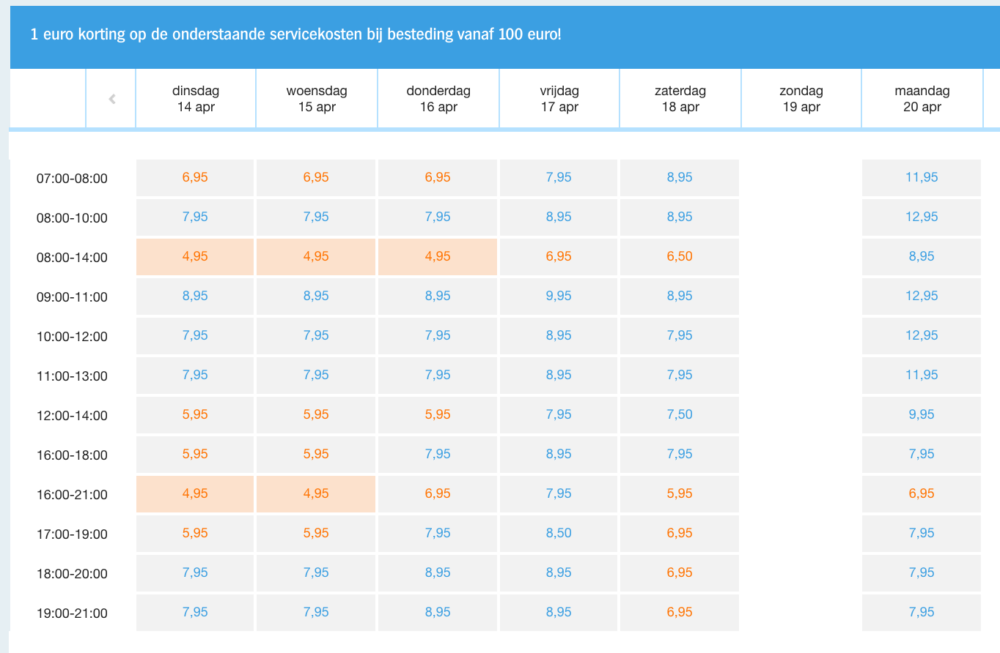 1 euro korting op de onderstaande servicekosten bij besteding vanaf 100 euro!
dinsdag woensdag donderdag vrijdag zaterdag zondag maandag
14 apr 15 apr 16 apr 17 apr 18 apr 19 apr 20 apr
07:00-08:00 6,95 6,95 6,95 7,95 8,95 11,95
08:00-10:00 7,95 7,95 7,95 8,95 8,95 12,95
08:00-14:00 4,95 4,95 4,95 6,95 6,50 8,95
09:00-11:00 8,95 8,95 8,95 9,95 8,95 12,95
10:00-12:00 7,95 7,95 7,95 8,95 7,95 12,95
11:00-13:00 7,95 7,95 7,95 8,95 7,95 11,95
12:00-14:00 5,95 5,95 5,95 7,95 7,50 9,95
16:00-18:00 5,95 5,95 7,95 8,95 7,95 7,95
16:00-21:00 4,95 4,95 6,95 7,95 5,95 6,95
17:00-19:00 5,95 5,95 7,95 8,50 6,95 7,95
18:00-20:00 7,95 7,95 8,95 8,95 6,95 7,95
19:00-21:00 7,95 7,95 8,95 8,95 6,95 7,95